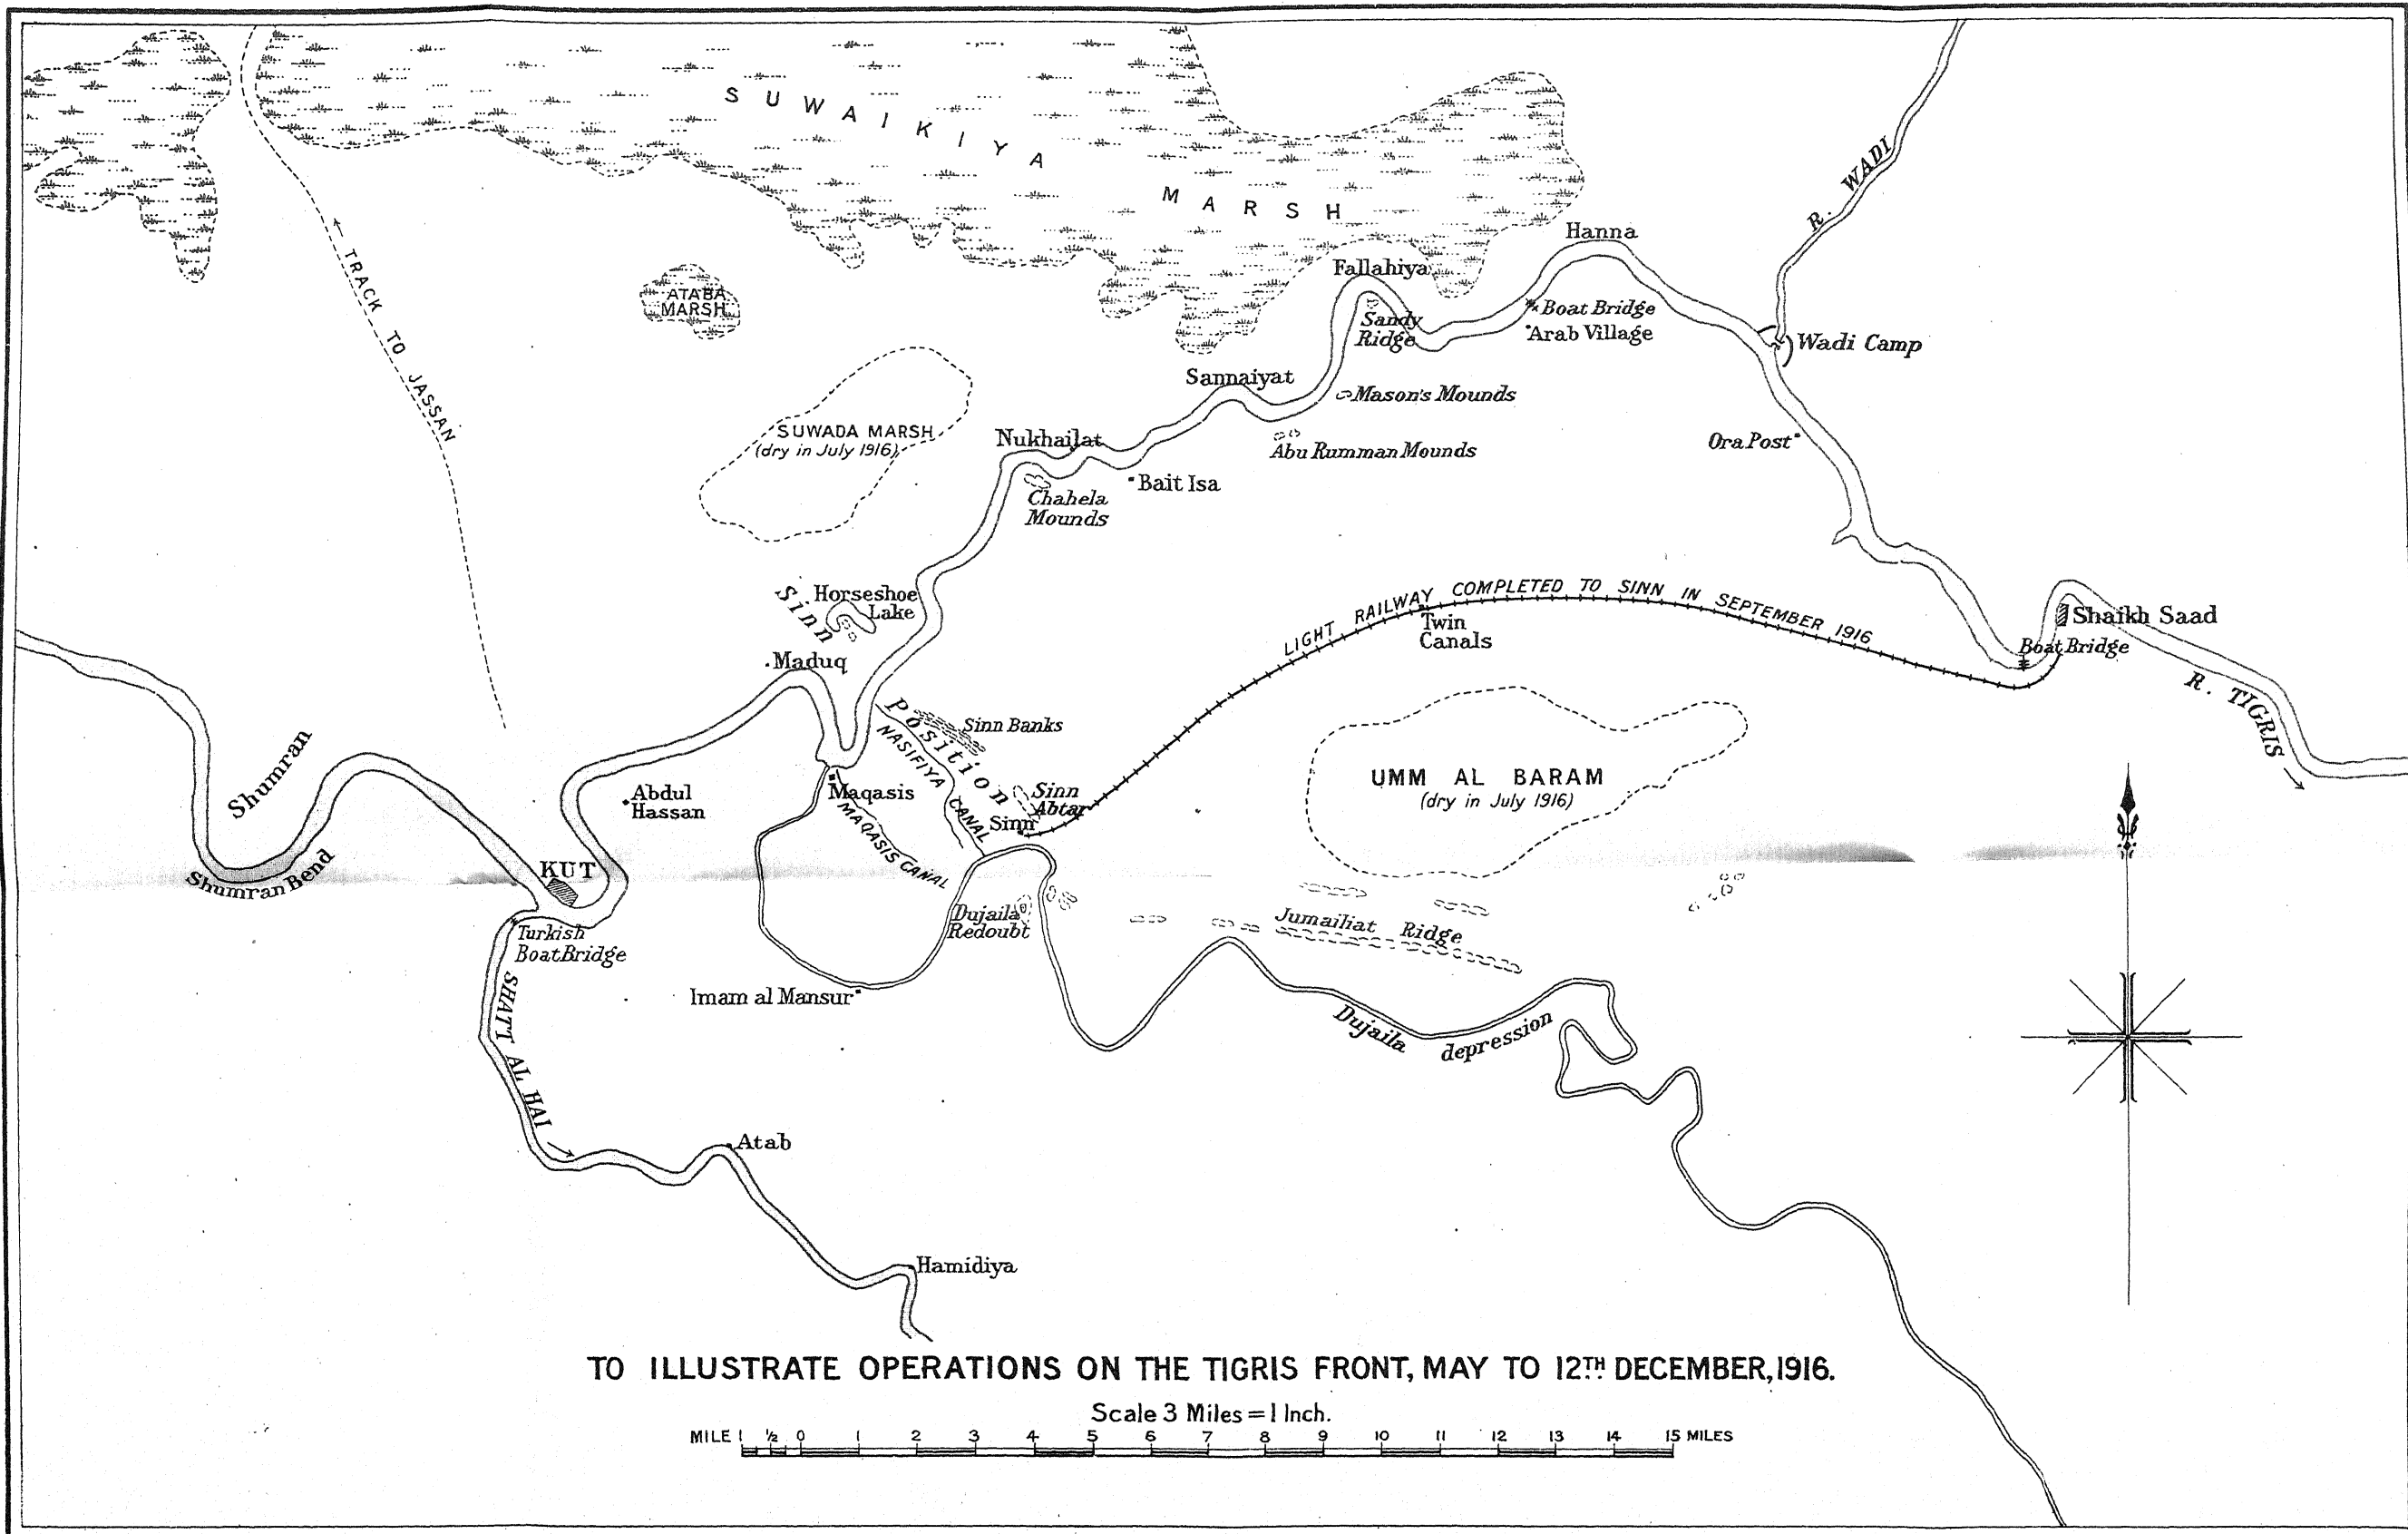 SUWAIKIYA
MARSH
R. WADI
Hanna
Fallahiya
TRACK TO JASSAN
ATABA
MARSH
Boat Bridge
Sandy
Ridge
Arab Village
Wadi Camp
Sannaiyat
Mason's Mounds
SUWADA MARSH
(dry in July 1916)
Nukhailat
Abu Rumman Mounds
Ora Post
Bait Isa
Chahela
Mounds
Sinn
Horseshoe
Lake
LIGHT RAILWAY COMPLETED TO SINN IN SEPTEMBER 1916
Twin
Canals
Shaikh Saad
Boat Bridge
Maduq
R. TIGRIS
Position
Sinn Banks
NASIFIYA CANAL
Shumran
UMM AL BARAM
(dry in July 1916)
Abdul
Hassan
Maqasis
Sinn
Abtar
Sinn
MAQASIS CANAL
KUT
Shumran Bend
Dujaila
Redoubt
Jumailiat Ridge
Turkish
Boat Bridge
Imam al Mansur
SHATT AL HAI
Dujaila depression
Atab
Hamidiya
TO ILLUSTRATE OPERATIONS ON THE TIGRIS FRONT, MAY TO 12TH DECEMBER, 1916.
Scale 3 Miles = 1 Inch.
MILE 1 ½ 0 1 2 3 4 5 6 7 8 9 10 11 12 13 14 15 MILES